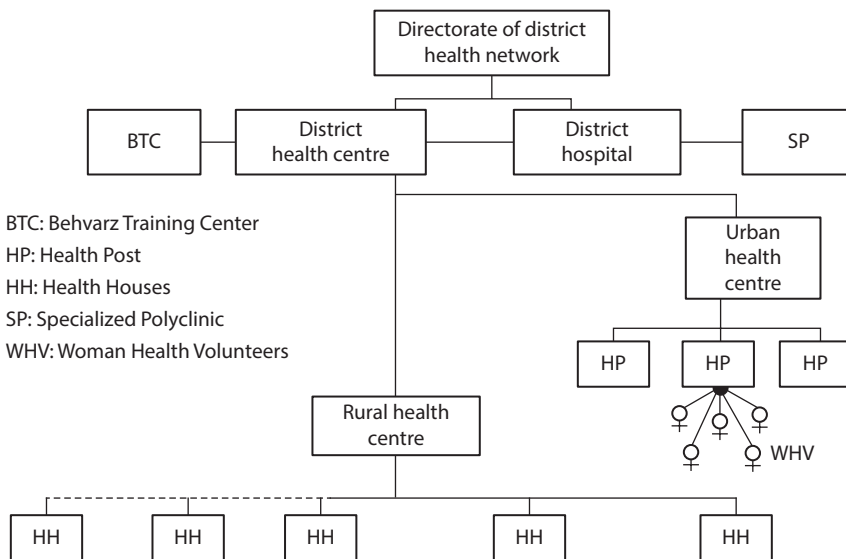 Directorate of district
health network
BTC
District
health centre
District
hospital
SP
BTC: Behvarz Training Center
HP: Health Post
HH: Health Houses
SP: Specialized Polyclinic
WHV: Woman Health Volunteers
Urban
health
centre
HP
HP
HP
WHV
Rural health
centre
HH
HH
HH
HH
HH